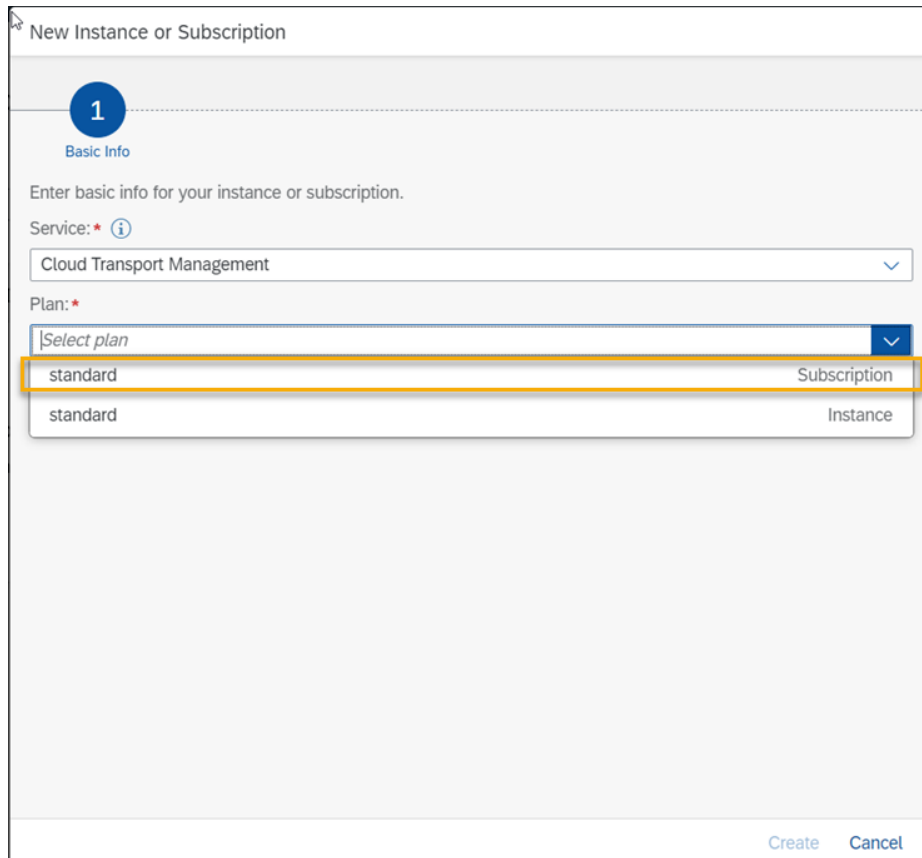 New Instance or Subscription
1
Basic Info
Enter basic info for your instance or subscription.
Service:* i
Cloud Transport Management
Plan:*
Select plan
standard Subscription
standard Instance
Create Cancel